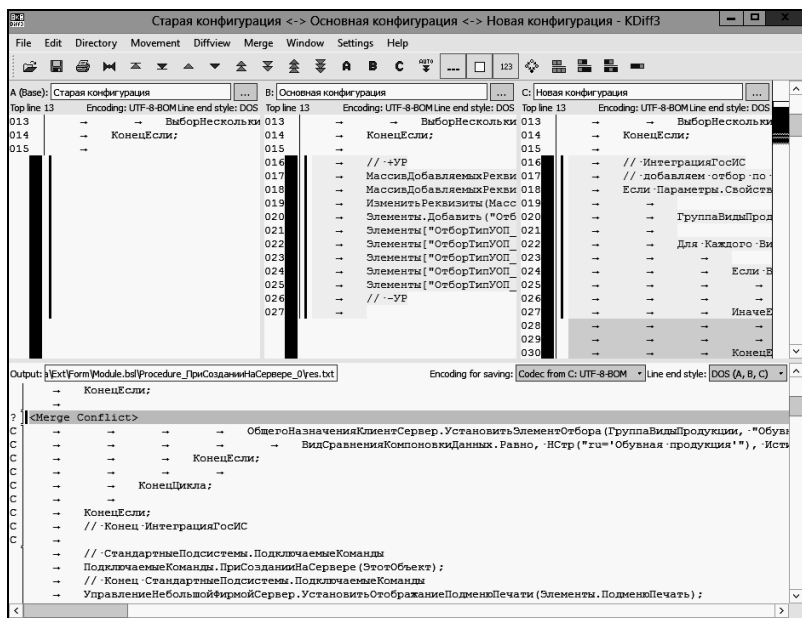 Старая конфигурация <-> Основная конфигурация <-> Новая конфигурация - KDiff3
File Edit Directory Movement Diffview Merge Window Settings Help
A B C AUTO 123
A (Base): Старая конфигурация ...
Top line 13 Encoding: UTF-8-BOM Line end style: DOS
013 → → ВыборНескольки
014 → КонецЕсли;
015 →
B: Основная конфигурация ...
Top line 13 Encoding: UTF-8-BOM Line end style: DOS
013 → → ВыборНескольки
014 → КонецЕсли;
015 →
016 → // ·+УР
017 → МассивДобавляемыхРекви
018 → МассивДобавляемыхРекви
019 → ИзменитьРеквизиты(Масс
020 → Элементы.Добавить("Отб
021 → Элементы["ОтборТипУОП_
022 → Элементы["ОтборТипУОП_
023 → Элементы["ОтборТипУОП_
024 → Элементы["ОтборТипУОП_
025 → Элементы["ОтборТипУОП_
026 → // ·-УР
027 →
C: Новая конфигурация ...
Top line 13 Encoding: UTF-8-BOM Line end style: DOS
013 → → ВыборНескольки
014 → КонецЕсли;
015 →
016 → // ·ИнтеграцияГосИС
017 → // ·добавляем ·отбор ·по ·
018 → Если ·Параметры.Свойств
019 → →
020 → → ГруппаВидыПрод
021 → →
022 → → Для ·Каждого ·Ви
023 → → →
024 → → → Если ·В
025 → → → →
026 → → → →
027 → → → ИначеЕ
028 → → → →
029 → → → →
030 → → → КонецЕ
Output: a\Ext\Form\Module.bsl\Procedure_ПриСозданииНаСервере_0\res.txt Encoding for saving: Codec from C: UTF-8-BOM Line end style: DOS (A, B, C)
→ КонецЕсли;
→
? <Merge Conflict>
C → → → → ОбщегоНазначенияКлиентСервер.УстановитьЭлементОтбора(ГруппаВидыПродукции, ·"Обувн
C → → → → → ВидСравненияКомпоновкиДанных.Равно, ·НСтр("ru='Обувная ·продукция'"), ·Исти
C → → → КонецЕсли;
C → → → →
C → → КонецЦикла;
C → →
C → КонецЕсли;
C → // ·Конец ·ИнтеграцияГосИС
C →
→ // ·СтандартныеПодсистемы.ПодключаемыеКоманды
→ ПодключаемыеКоманды.ПриСозданииНаСервере(ЭтотОбъект);
→ // ·Конец ·СтандартныеПодсистемы.ПодключаемыеКоманды
→ УправлениеНебольшойФирмойСервер.УстановитьОтображаниеПодменюПечати(Элементы.ПодменюПечать);